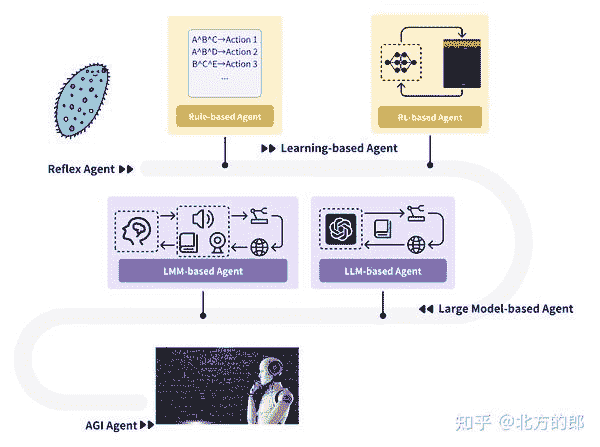 A^B^C→Action 1
A^B^D→Action 2
B^C^E→Action 3
...
Rule-based Agent
RL-based Agent
Learning-based Agent
Reflex Agent
LMM-based Agent
LLM-based Agent
Large Model-based Agent
AGI Agent
知乎 @北方的郎